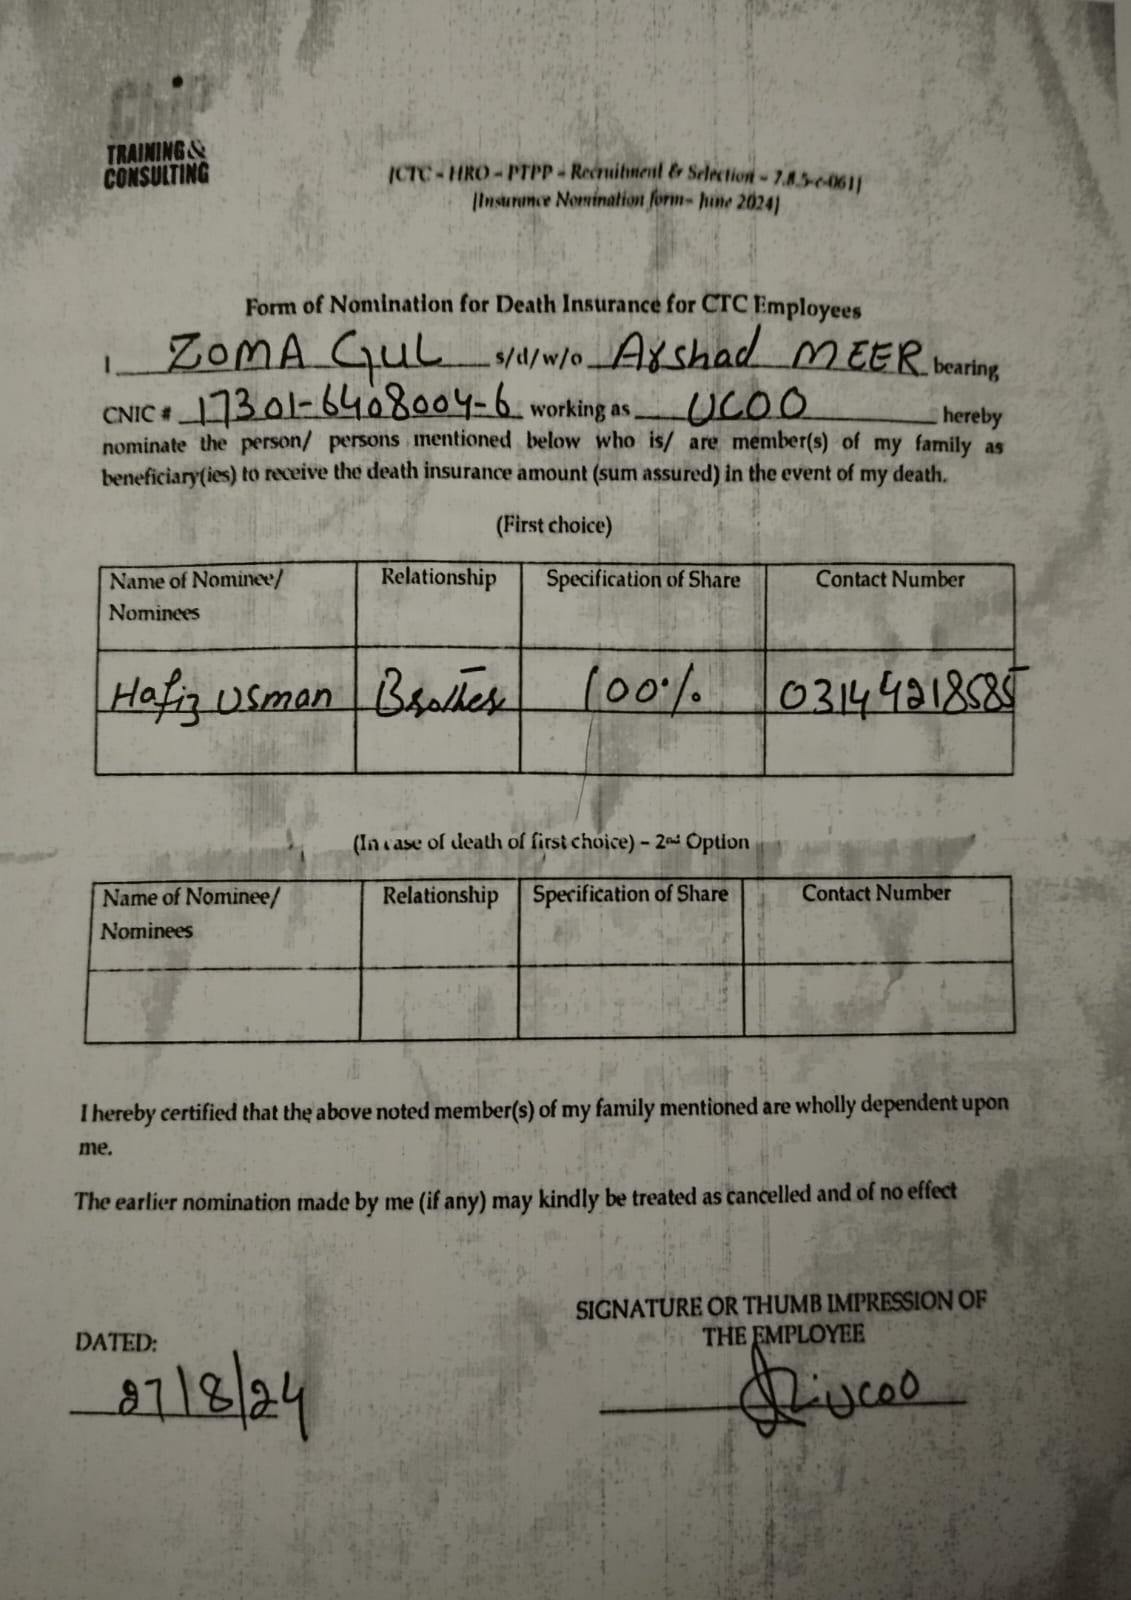 Chip
TRAINING &
CONSULTING
[CTC - HRO - PTPP - Recruitment & Selection - 7.8.5-c-061]
[Insurance Nomination form- June 2024]
Form of Nomination for Death Insurance for CTC Employees
I ZOMA GUL s/d/w/o Arshad MEER bearing
CNIC # 17301-6408004-6 working as UCOO hereby
nominate the person/ persons mentioned below who is/ are member(s) of my family as
beneficiary(ies) to receive the death insurance amount (sum assured) in the event of my death.
(First choice)
Name of Nominee/ Relationship Specification of Share Contact Number
Nominees
Hafiz Usman Brother 100% 03144218585
(In case of death of first choice) - 2nd Option
Name of Nominee/ Relationship Specification of Share Contact Number
Nominees
I hereby certified that the above noted member(s) of my family mentioned are wholly dependent upon
me.
The earlier nomination made by me (if any) may kindly be treated as cancelled and of no effect
SIGNATURE OR THUMB IMPRESSION OF
THE EMPLOYEE
DATED:
27/8/24 UCOO